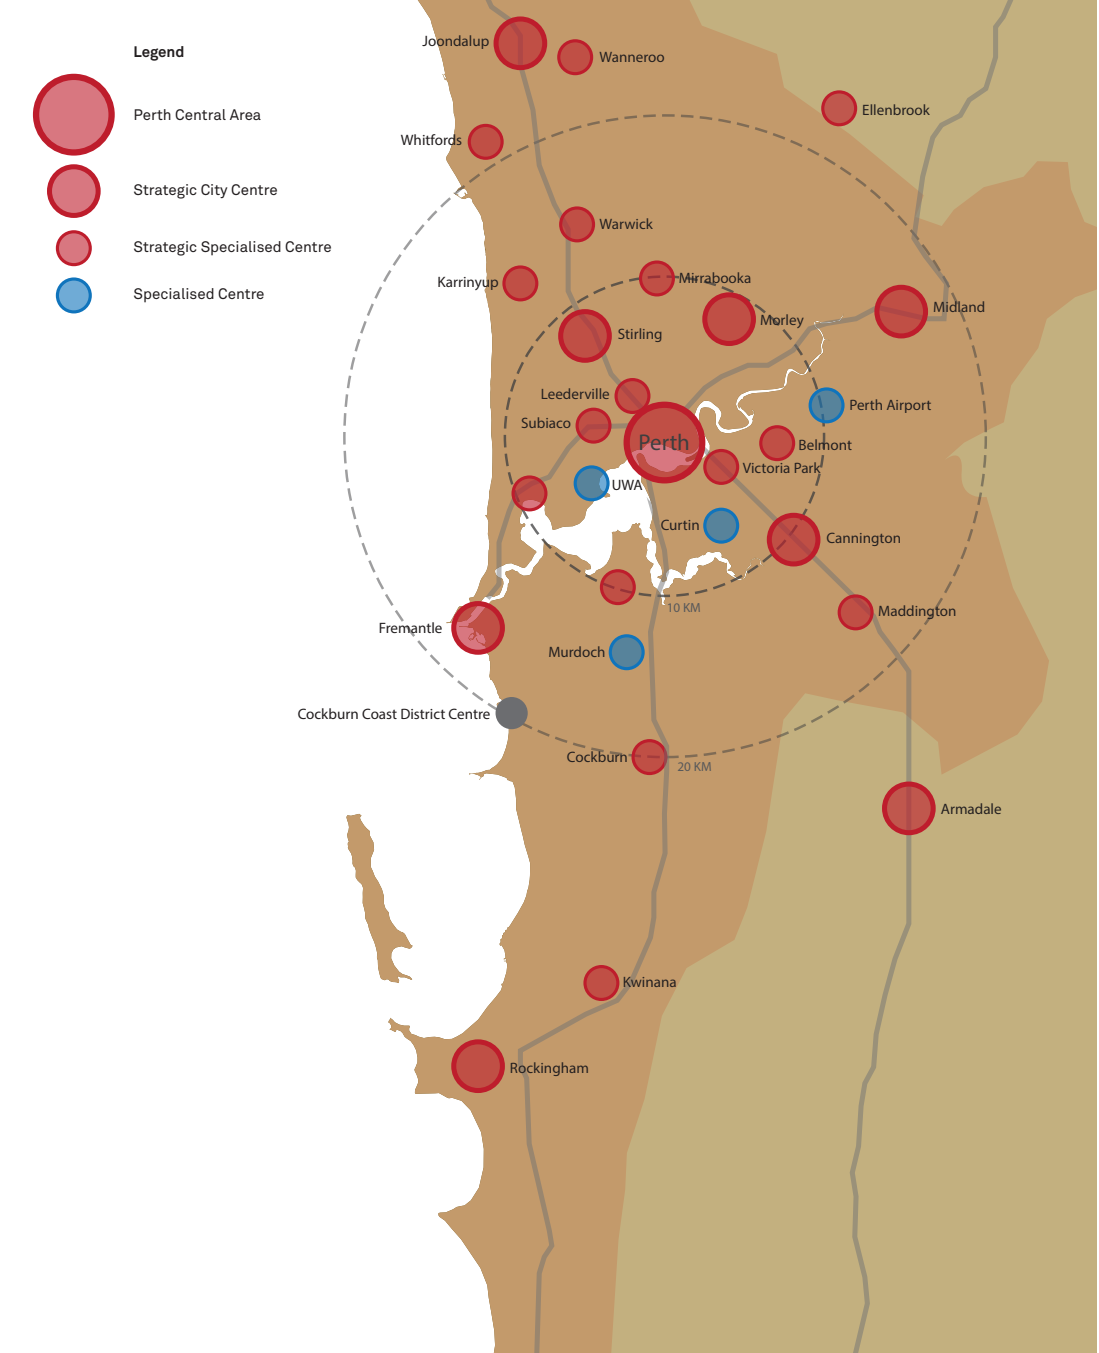 Legend
Perth Central Area
Strategic City Centre
Strategic Specialised Centre
Specialised Centre
Joondalup
Wanneroo
Ellenbrook
Whitfords
Warwick
Karrinyup
Mirrabooka
Midland
Morley
Stirling
Leederville
Perth Airport
Subiaco
Perth
Belmont
Victoria Park
UWA
Curtin
Cannington
10 KM
Maddington
Fremantle
Murdoch
Cockburn Coast District Centre
Cockburn
20 KM
Armadale
Kwinana
Rockingham